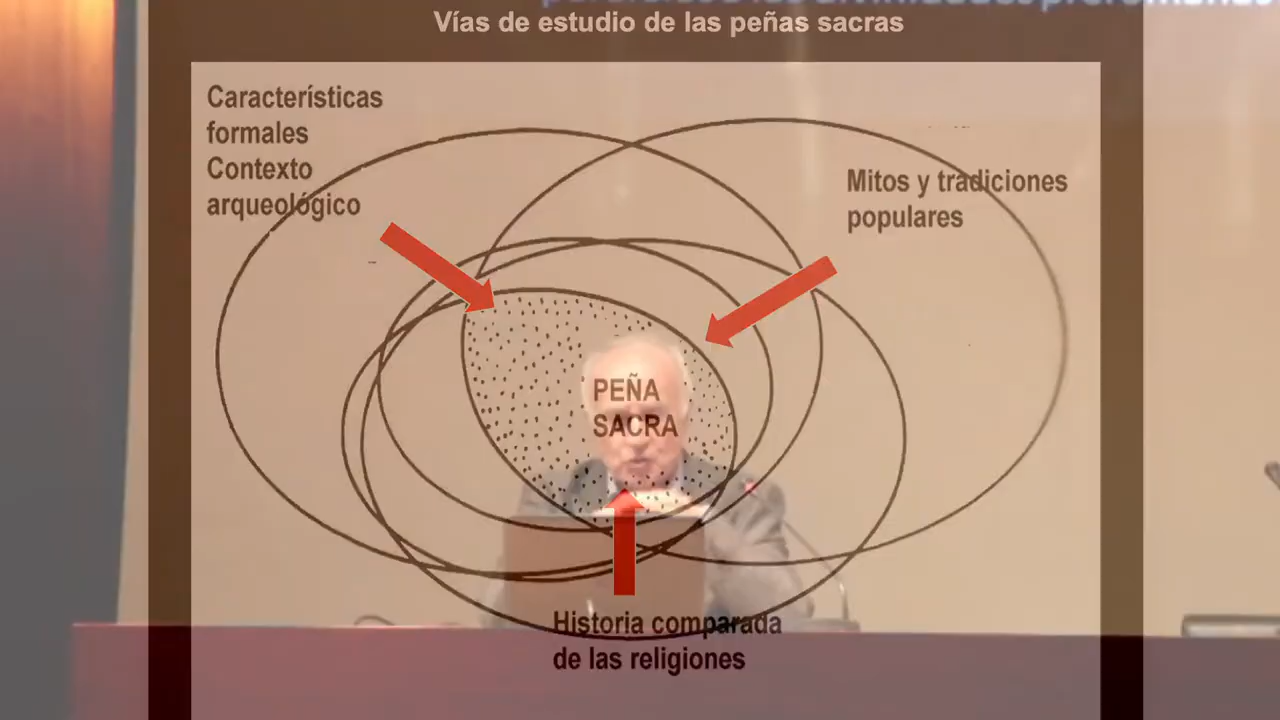 Vías de estudio de las peñas sacras
Características
formales
Contexto
arqueológico
Mitos y tradiciones
populares
PEÑA
SACRA
Historia comparada
de las religiones